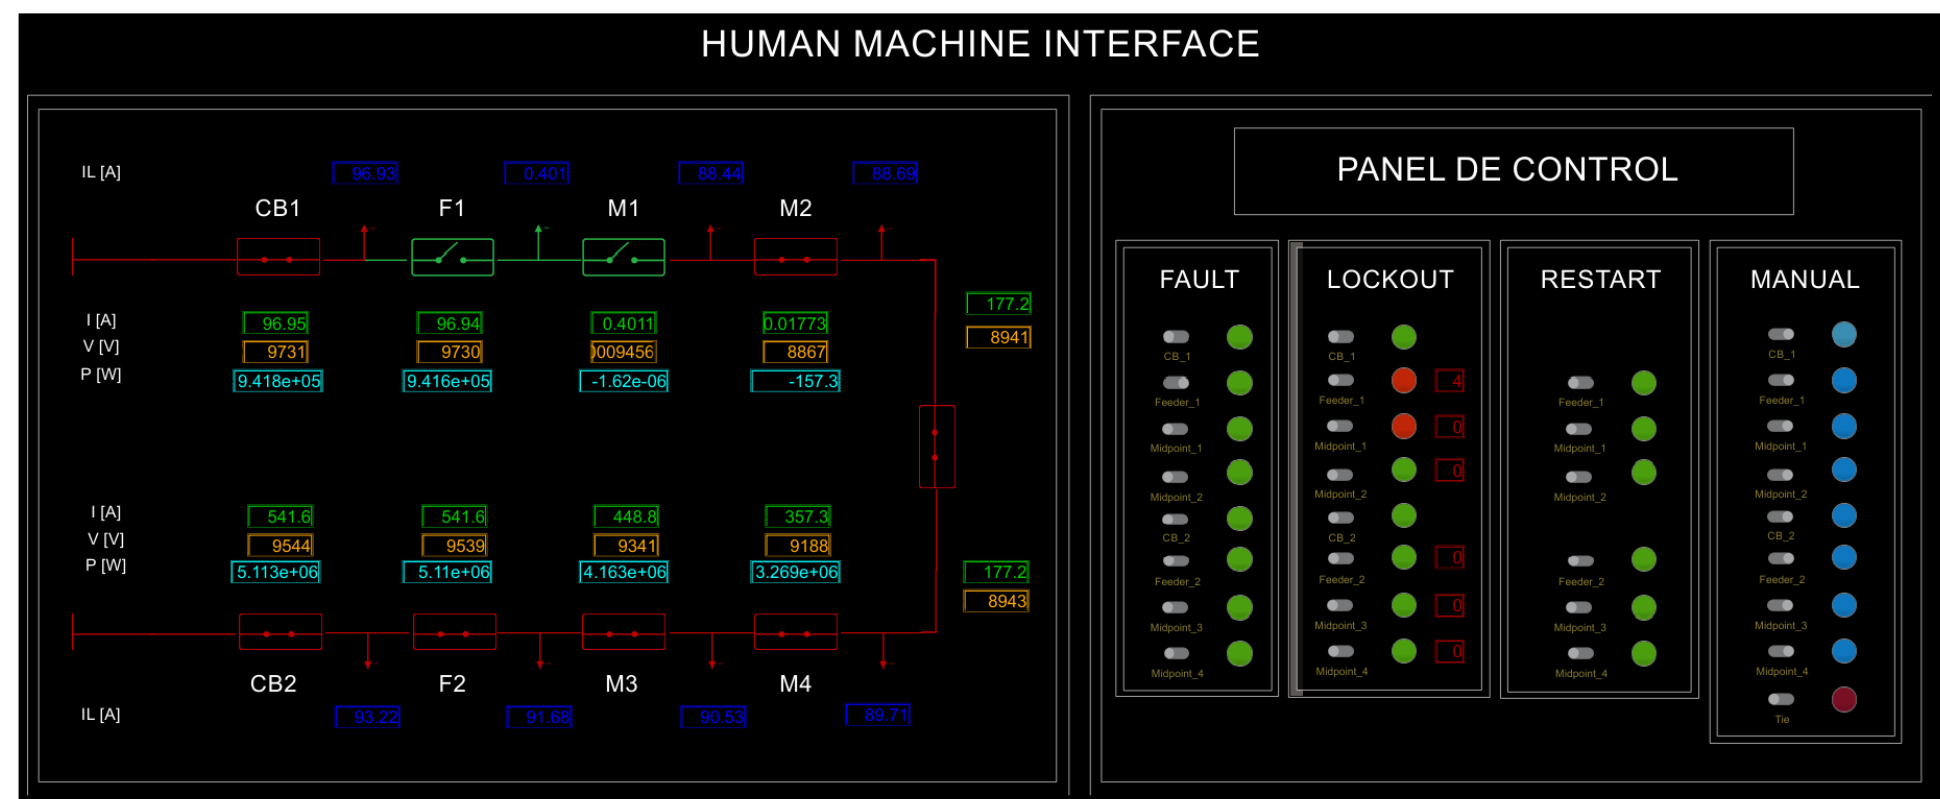 HUMAN MACHINE INTERFACE
IL [A] 96.93 0.401 88.44 88.69
CB1 F1 M1 M2
177.2
8941
I [A] 96.95 96.94 0.4011 0.01773
V [V] 9731 9730 8867
P [W] 9.418e+05 9.416e+05 -1.62e-06 -157.3
I [A] 541.6 541.6 448.8 357.3
V [V] 9544 9539 9341 9188
P [W] 5.113e+06 5.11e+06 4.163e+06 3.269e+06
177.2
8943
CB2 F2 M3 M4
IL [A] 93.22 91.68 90.53 89.71
PANEL DE CONTROL
FAULT
CB_1
Feeder_1
Midpoint_1
Midpoint_2
CB_2
Feeder_2
Midpoint_3
Midpoint_4
LOCKOUT
CB_1
4
Feeder_1
0
Midpoint_1
0
Midpoint_2
CB_2
0
Feeder_2
0
Midpoint_3
0
Midpoint_4
RESTART
Feeder_1
Midpoint_1
Midpoint_2
Feeder_2
Midpoint_3
Midpoint_4
MANUAL
CB_1
Feeder_1
Midpoint_1
Midpoint_2
CB_2
Feeder_2
Midpoint_3
Midpoint_4
Tie